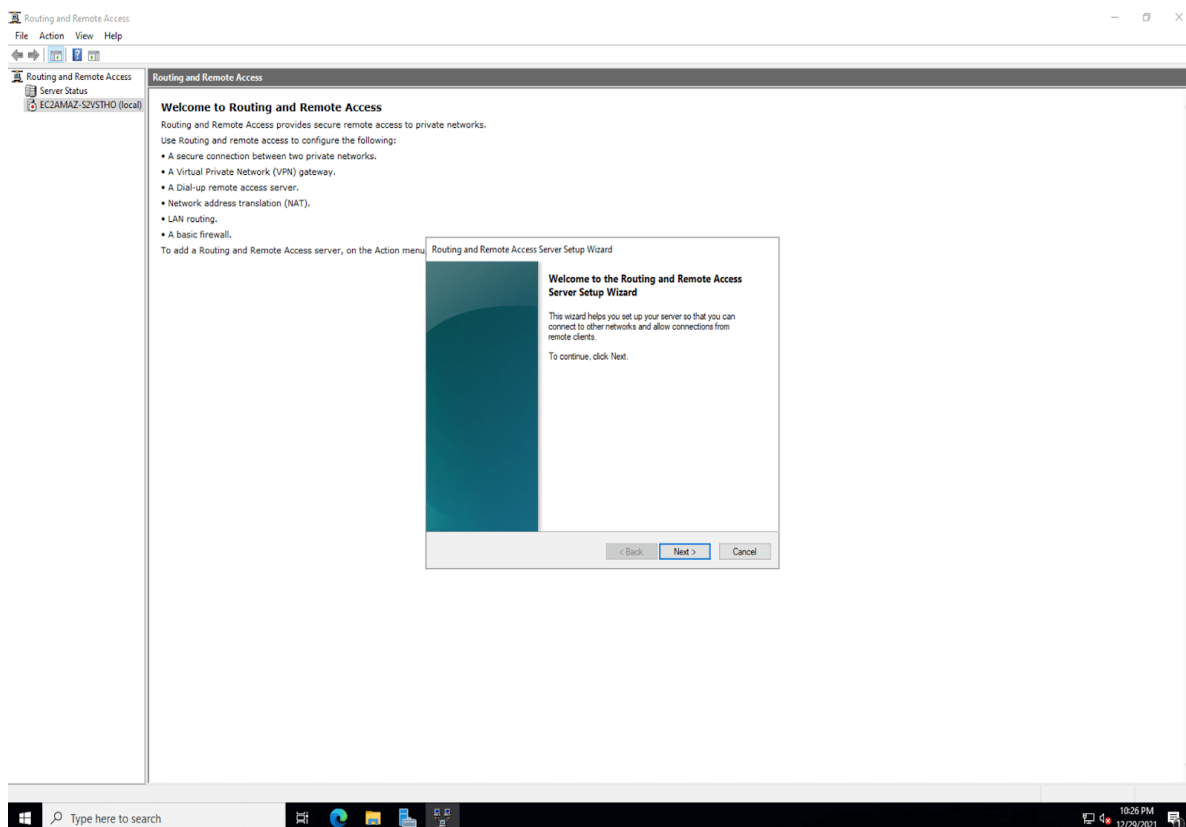 Routing and Remote Access
File Action View Help
Routing and Remote Access
Server Status
EC2AMAZ-S2VSTHO (local)
Routing and Remote Access
Welcome to Routing and Remote Access
Routing and Remote Access provides secure remote access to private networks.
Use Routing and remote access to configure the following:
• A secure connection between two private networks.
• A Virtual Private Network (VPN) gateway.
• A Dial-up remote access server.
• Network address translation (NAT).
• LAN routing.
• A basic firewall.
To add a Routing and Remote Access server, on the Action menu
Routing and Remote Access Server Setup Wizard
Welcome to the Routing and Remote Access
Server Setup Wizard
This wizard helps you set up your server so that you can
connect to other networks and allow connections from
remote clients.
To continue, click Next.
< Back Next > Cancel
Type here to search
10:26 PM
12/29/2021